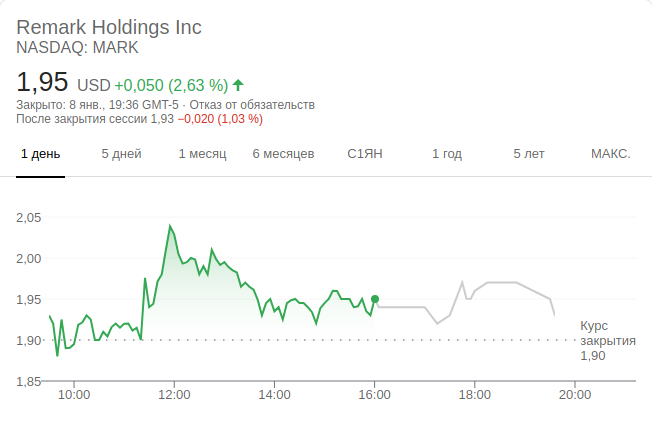 Remark Holdings Inc
NASDAQ: MARK
1,95 USD +0,050 (2,63 %)
Закрыто: 8 янв., 19:36 GMT-5 · Отказ от обязательств
После закрытия сессии 1,93 −0,020 (1,03 %)
1 день 5 дней 1 месяц 6 месяцев С1ЯН 1 год 5 лет МАКС.
2,05
2,00
1,95
1,90
1,85
Курс
закрытия
1,90
10:00 12:00 14:00 16:00 18:00 20:00